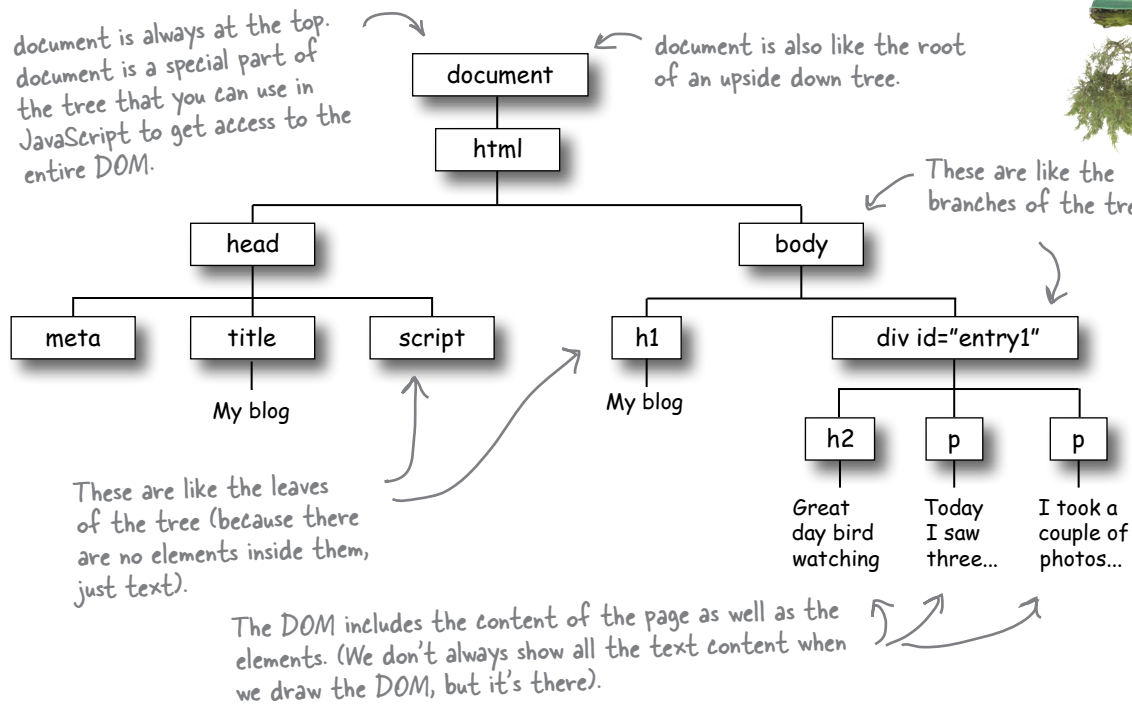 document is always at the top.
document is a special part of
the tree that you can use in
JavaScript to get access to the
entire DOM.
document
document is also like the root
of an upside down tree.
html
These are like the
branches of the
head
body
meta
title
script
h1
div id="entry1"
My blog
My blog
h2
p
p
Great
day bird
watching
Today
I saw
three...
I took a
couple of
photos...
These are like the leaves
of the tree (because there
are no elements inside them,
just text).
The DOM includes the content of the page as well as the
elements. (We don't always show all the text content when
we draw the DOM, but it's there).